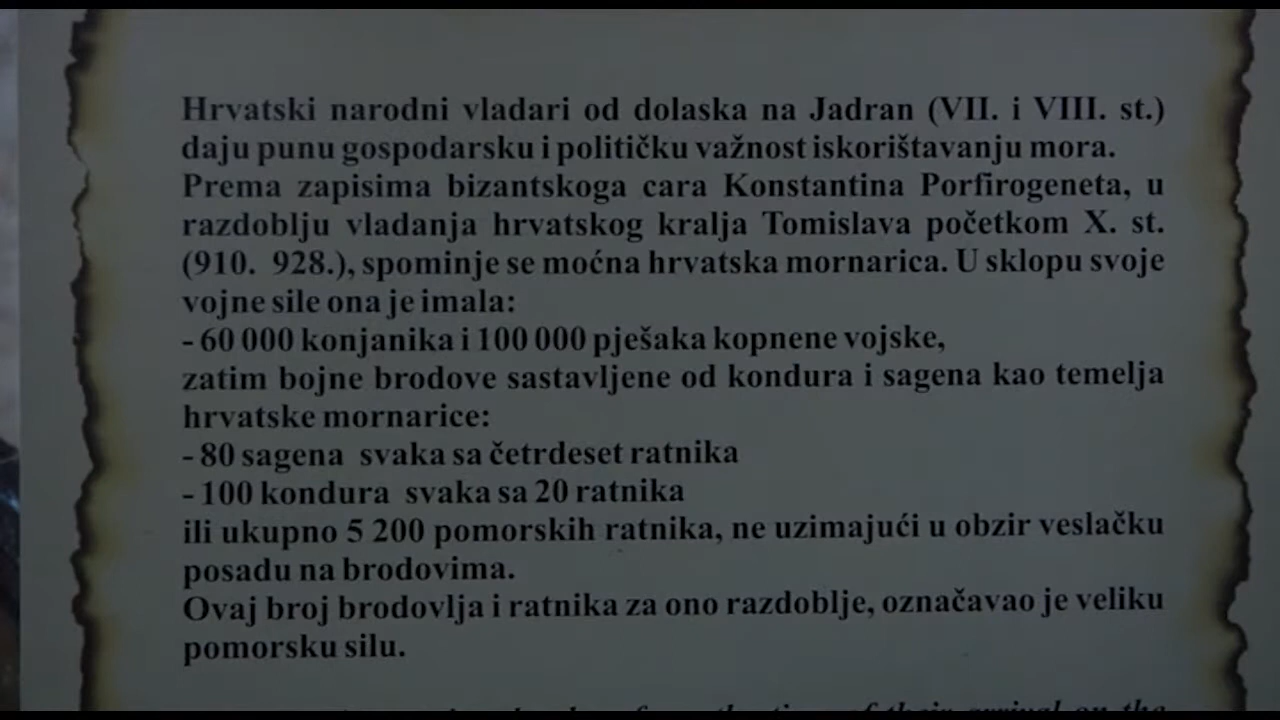 Hrvatski narodni vladari od dolaska na Jadran (VII. i VIII. st.)
daju punu gospodarsku i političku važnost iskorištavanju mora.
Prema zapisima bizantskoga cara Konstantina Porfirogeneta, u
razdoblju vladanja hrvatskog kralja Tomislava početkom X. st.
(910. 928.), spominje se moćna hrvatska mornarica. U sklopu svoje
vojne sile ona je imala:
- 60 000 konjanika i 100 000 pješaka kopnene vojske,
zatim bojne brodove sastavljene od kondura i sagena kao temelja
hrvatske mornarice:
- 80 sagena svaka sa četrdeset ratnika
- 100 kondura svaka sa 20 ratnika
ili ukupno 5 200 pomorskih ratnika, ne uzimajući u obzir veslačku
posadu na brodovima.
Ovaj broj brodovlja i ratnika za ono razdoblje, označavao je veliku
pomorsku silu.
of their arrival on the